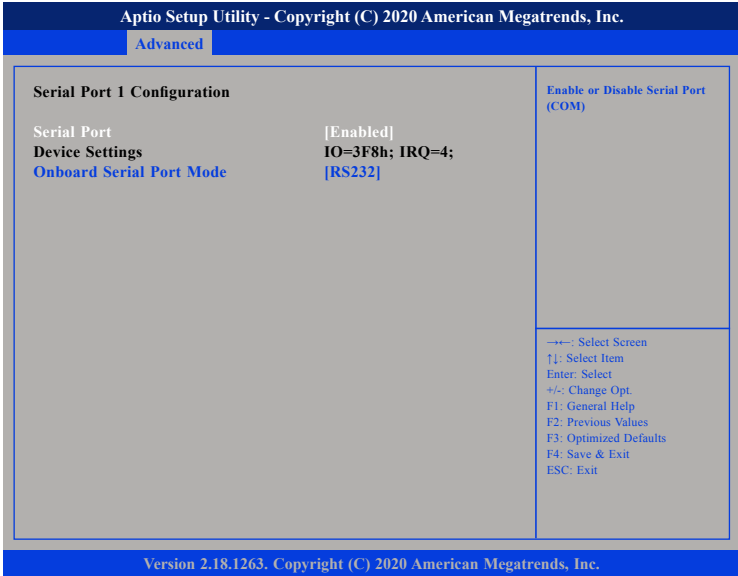 Aptio Setup Utility - Copyright (C) 2020 American Megatrends, Inc.
Advanced
Serial Port 1 Configuration
Serial Port [Enabled]
Device Settings IO=3F8h; IRQ=4;
Onboard Serial Port Mode [RS232]
Enable or Disable Serial Port
(COM)
→←: Select Screen
↑↓: Select Item
Enter: Select
+/-: Change Opt.
F1: General Help
F2: Previous Values
F3: Optimized Defaults
F4: Save & Exit
ESC: Exit
Version 2.18.1263. Copyright (C) 2020 American Megatrends, Inc.